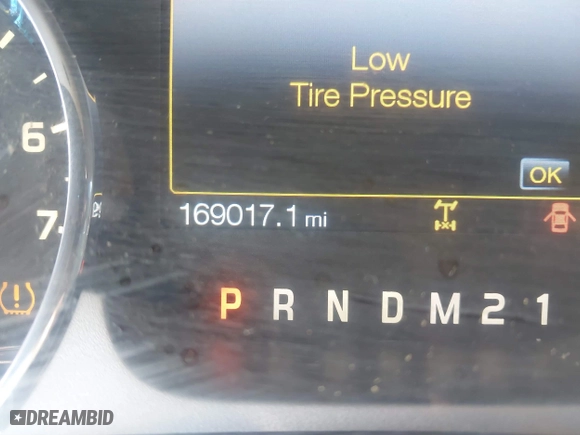 Low
Tire Pressure
6
OK
7
169017.1 mi
P R N D M 2 1
DREAMBID